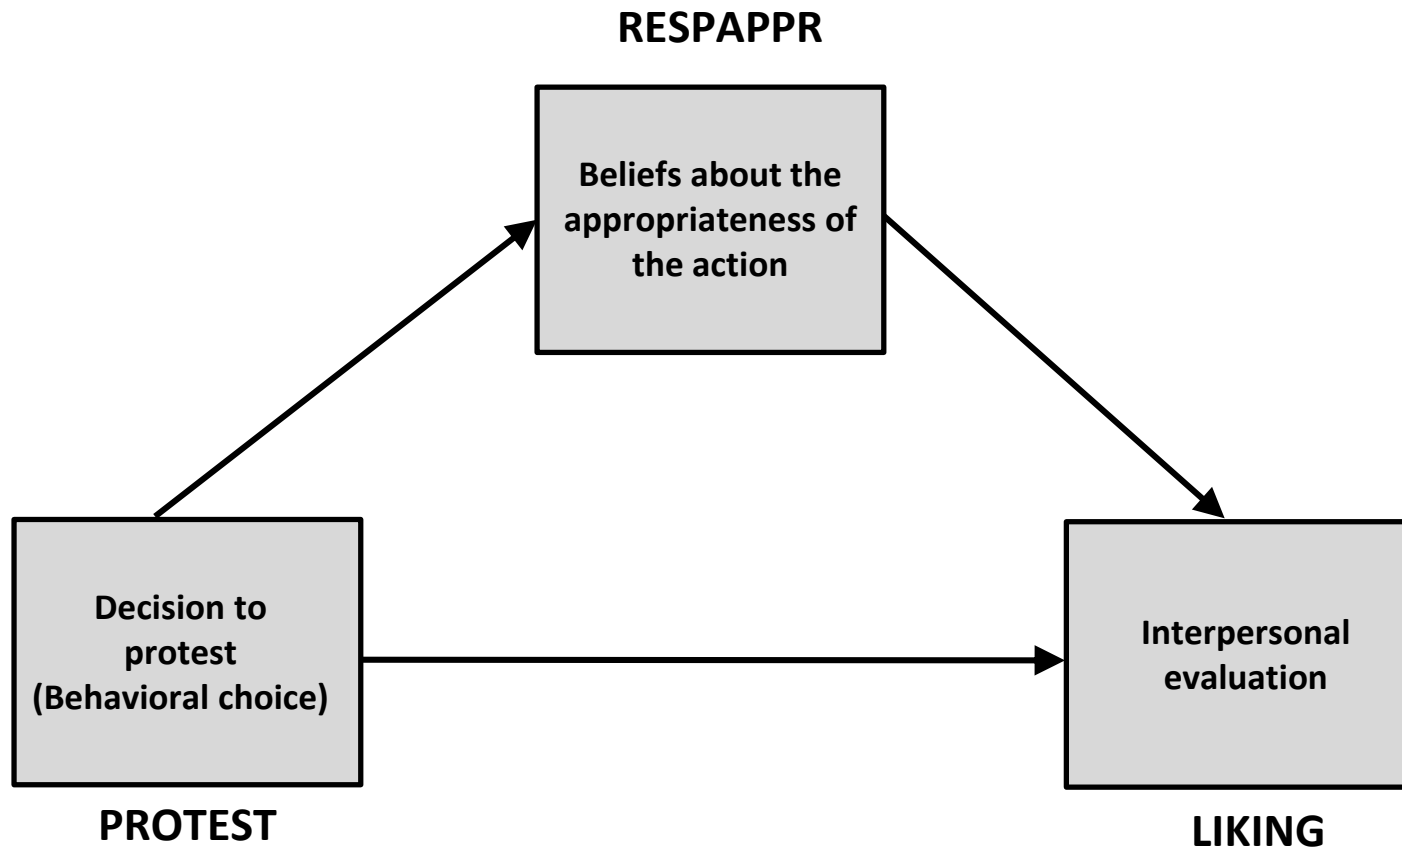 RESPAPPR
Beliefs about the
appropriateness of
the action
Decision to
protest
(Behavioral choice)
Interpersonal
evaluation
PROTEST
LIKING